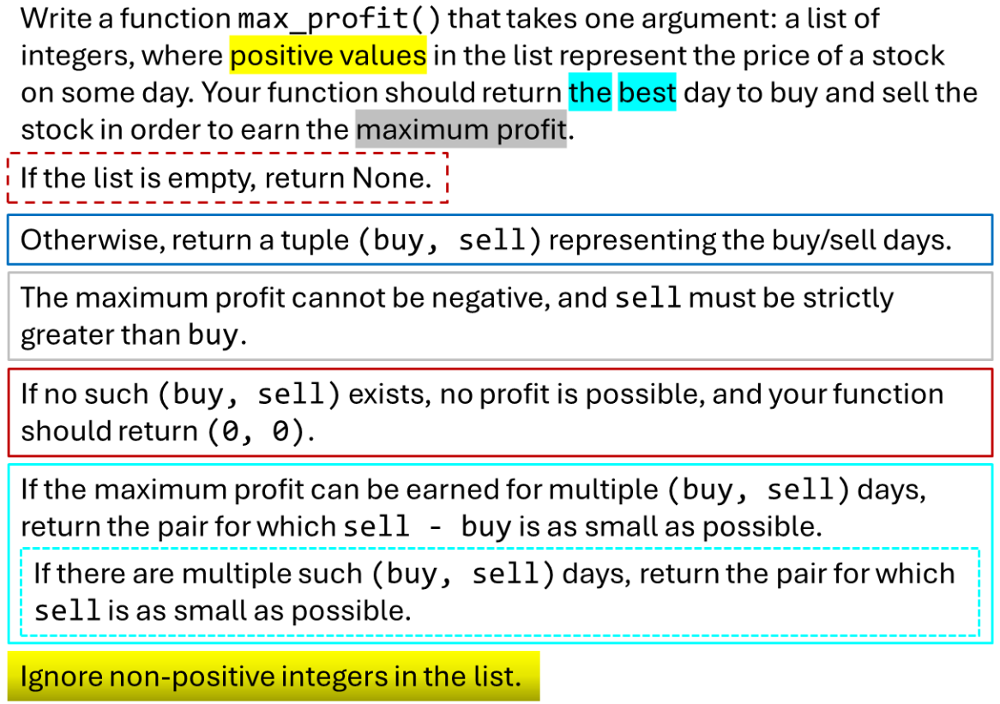 Write a function max_profit() that takes one argument: a list of
integers, where positive values in the list represent the price of a stock
on some day. Your function should return the best day to buy and sell the
stock in order to earn the maximum profit.
If the list is empty, return None.
Otherwise, return a tuple (buy, sell) representing the buy/sell days.
The maximum profit cannot be negative, and sell must be strictly
greater than buy.
If no such (buy, sell) exists, no profit is possible, and your function
should return (0, 0).
If the maximum profit can be earned for multiple (buy, sell) days,
return the pair for which sell - buy is as small as possible.
If there are multiple such (buy, sell) days, return the pair for which
sell is as small as possible.
Ignore non-positive integers in the list.